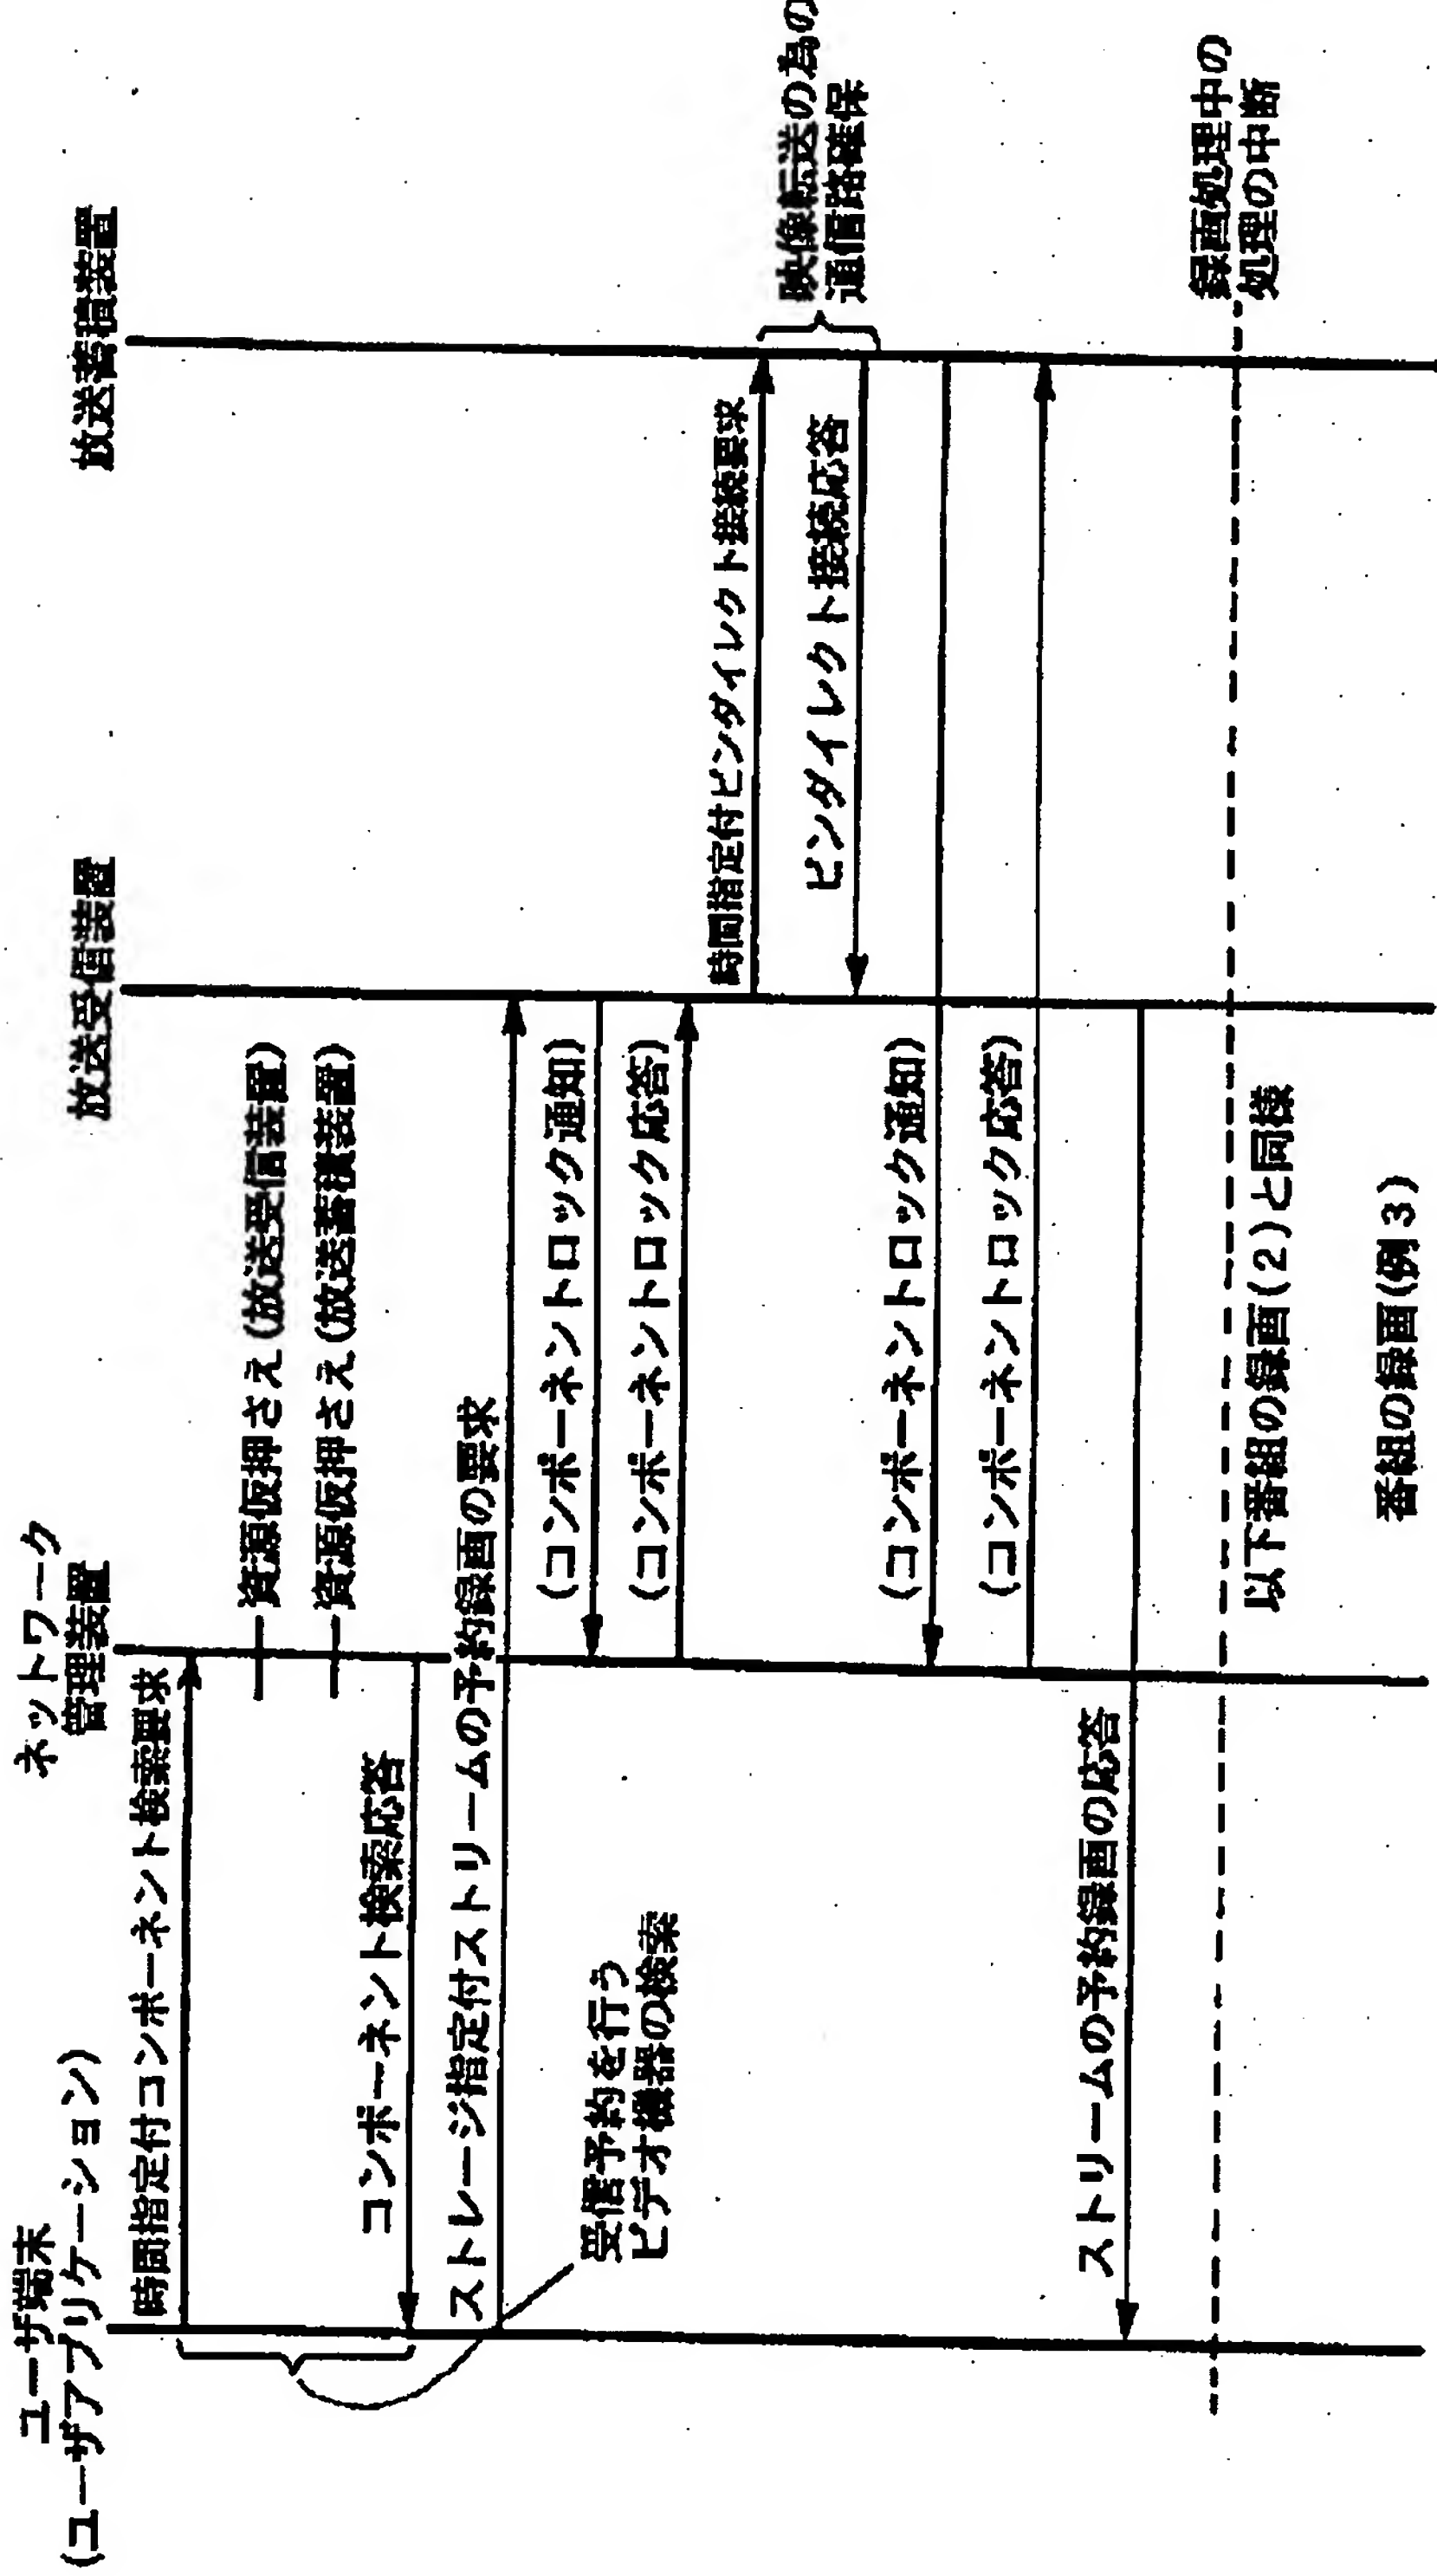 ユーザ端末
(ユーザアプリケーション)
ネットワーク
管理装置
放送受信装置
放送蓄積装置
時間指定付コンポーネント検索要求
資源仮押さえ(放送受信装置)
資源仮押さえ(放送蓄積装置)
コンポーネント検索応答
ストレージ指定付ストリームの予約録画の要求
(コンポーネントロック通知)
(コンポーネントロック応答)
受信予約を行う
ビデオ機器の検索
時間指定付ピンダイレクト接続要求
ピンダイレクト接続応答
映像転送の為の
通信路確保
(コンポーネントロック通知)
(コンポーネントロック応答)
ストリームの予約録画の応答
録画処理中の
処理の中断
以下番組の録画(2)と同様
番組の録画(例3)